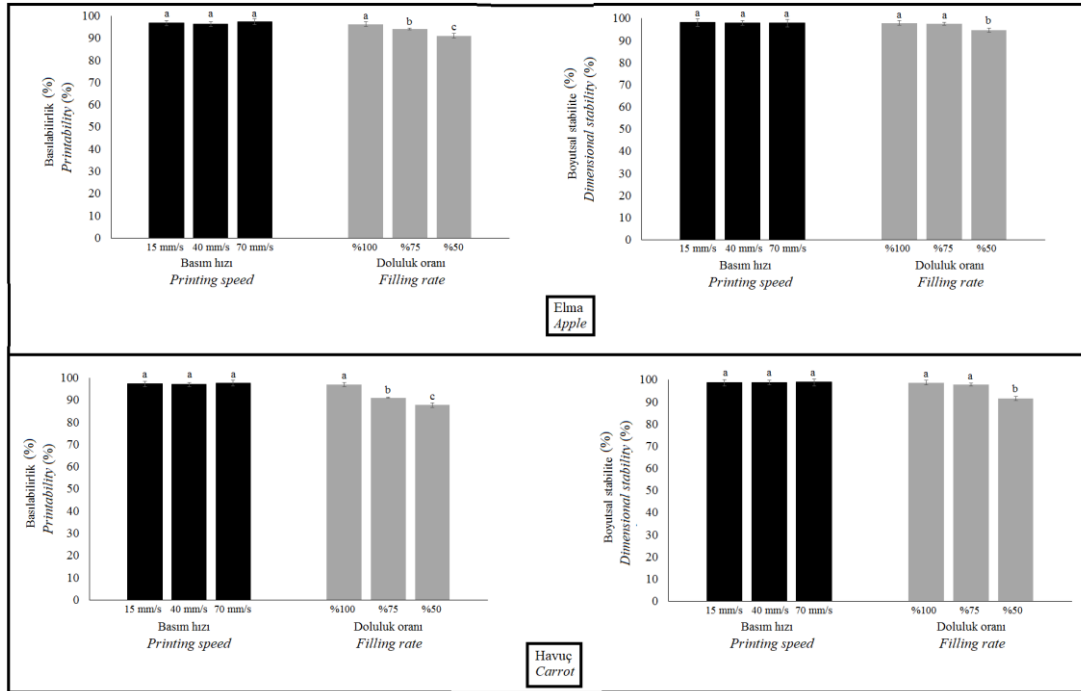 Basılabilirlik (%)
Printability (%)
100
90
80
70
60
50
40
30
20
10
0
a a a a b c
15 mm/s 40 mm/s 70 mm/s %100 %75 %50
Basım hızı Doluluk oranı
Printing speed Filling rate
Boyutsal stabilite (%)
Dimensional stability (%)
100
90
80
70
60
50
40
30
20
10
0
a a a a a b
15 mm/s 40 mm/s 70 mm/s %100 %75 %50
Basım hızı Doluluk oranı
Printing speed Filling rate
Elma
Apple
Basılabilirlik (%)
Printability (%)
100
90
80
70
60
50
40
30
20
10
0
a a a a b c
15 mm/s 40 mm/s 70 mm/s %100 %75 %50
Basım hızı Doluluk oranı
Printing speed Filling rate
Boyutsal stabilite (%)
Dimensional stability (%)
100
90
80
70
60
50
40
30
20
10
0
a a a a a b
15 mm/s 40 mm/s 70 mm/s %100 %75 %50
Basım hızı Doluluk oranı
Printing speed Filling rate
Havuç
Carrot